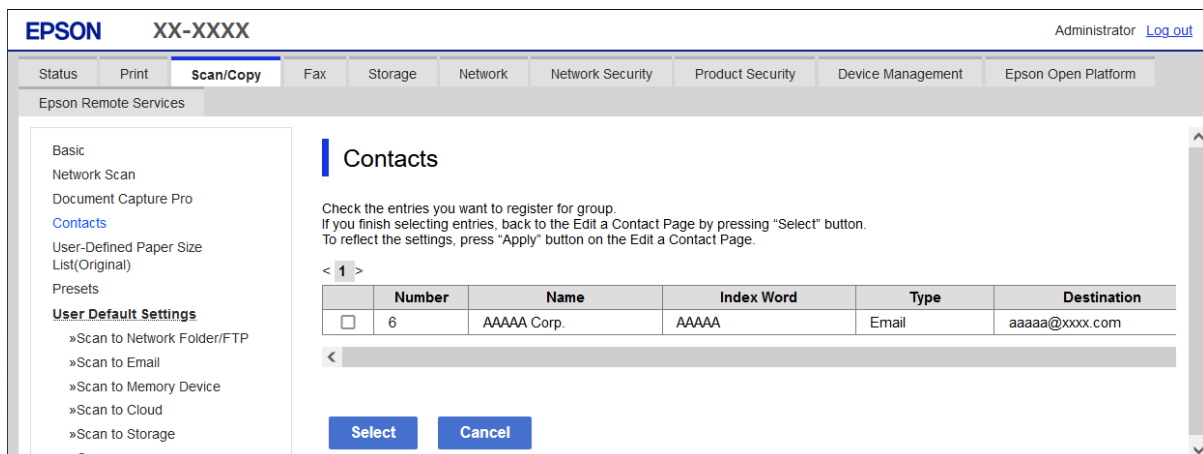 EPSON XX-XXXX Administrator Log out
Status Print Scan/Copy Fax Storage Network Network Security Product Security Device Management Epson Open Platform
Epson Remote Services
Basic
Network Scan
Document Capture Pro
Contacts
User-Defined Paper Size
List(Original)
Presets
User Default Settings
»Scan to Network Folder/FTP
»Scan to Email
»Scan to Memory Device
»Scan to Cloud
»Scan to Storage
Contacts
Check the entries you want to register for group.
If you finish selecting entries, back to the Edit a Contact Page by pressing “Select” button.
To reflect the settings, press “Apply” button on the Edit a Contact Page.
< 1 >
Number Name Index Word Type Destination
6 AAAAA Corp. AAAAA Email aaaaa@xxxx.com
Select Cancel